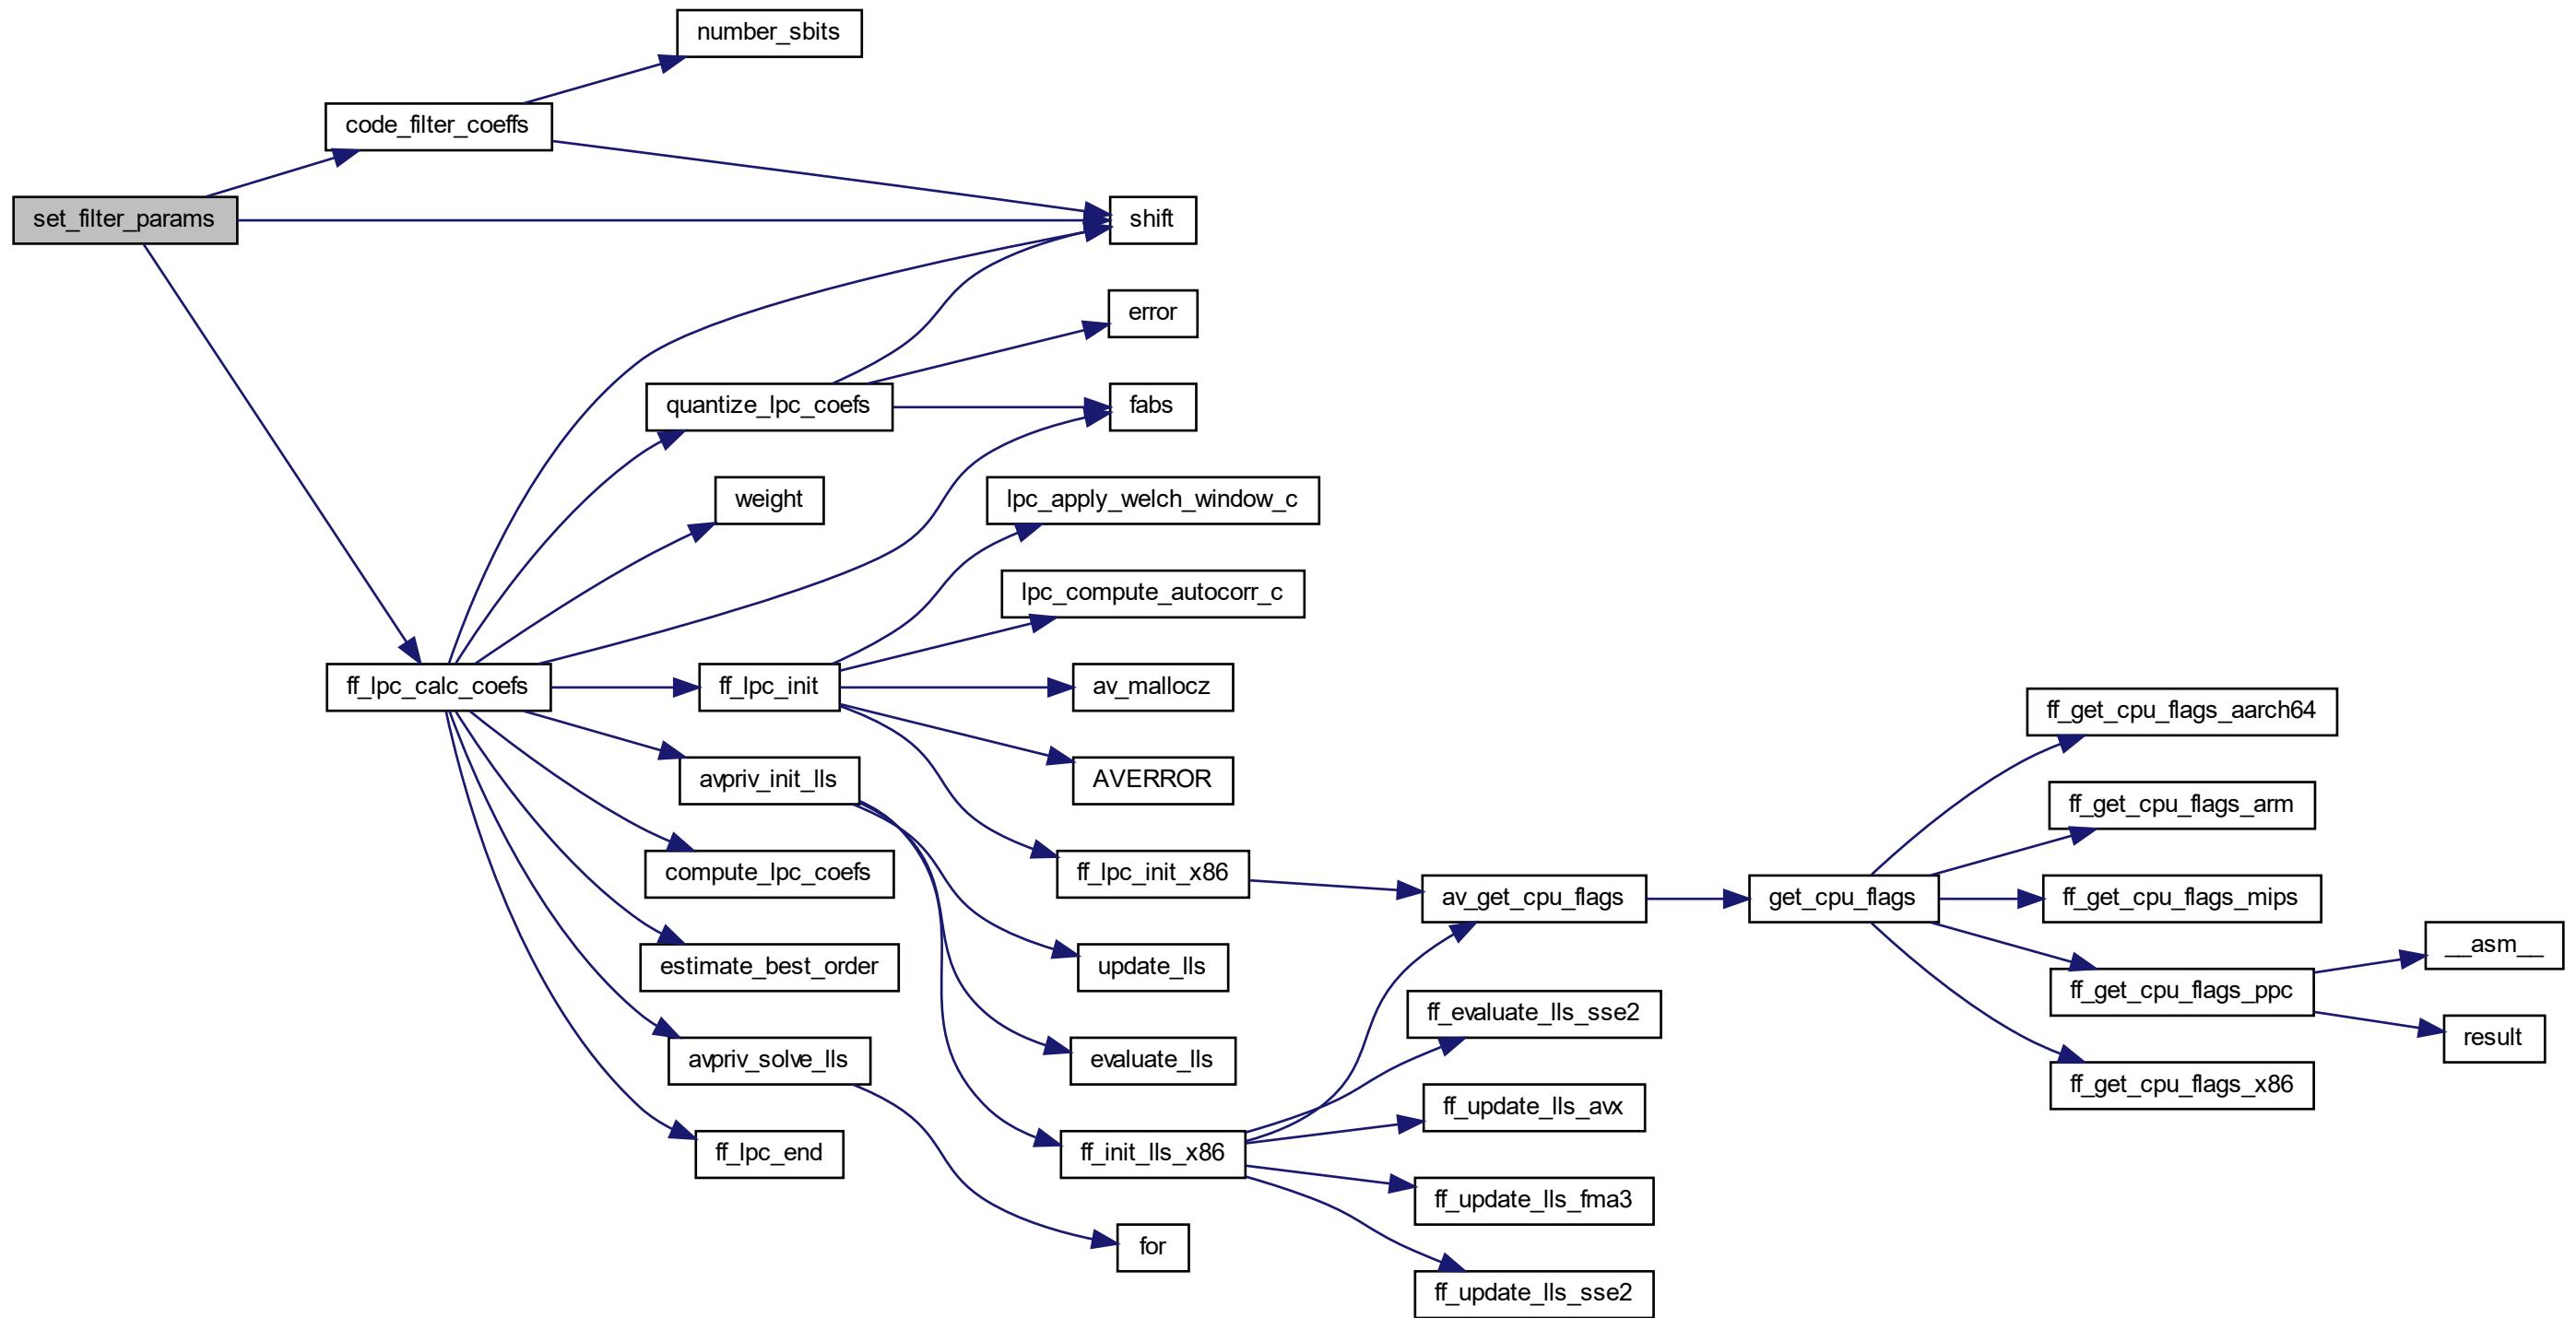 number_sbits
code_filter_coeffs
set_filter_params
shift
error
quantize_lpc_coefs
fabs
weight
lpc_apply_welch_window_c
lpc_compute_autocorr_c
ff_lpc_calc_coefs
ff_lpc_init
av_mallocz
ff_get_cpu_flags_aarch64
avpriv_init_lls
AVERROR
ff_get_cpu_flags_arm
compute_lpc_coefs
ff_lpc_init_x86
av_get_cpu_flags
get_cpu_flags
ff_get_cpu_flags_mips
__asm__
estimate_best_order
update_lls
ff_evaluate_lls_sse2
ff_get_cpu_flags_ppc
result
avpriv_solve_lls
evaluate_lls
ff_get_cpu_flags_x86
ff_update_lls_avx
ff_lpc_end
ff_init_lls_x86
ff_update_lls_fma3
for
ff_update_lls_sse2